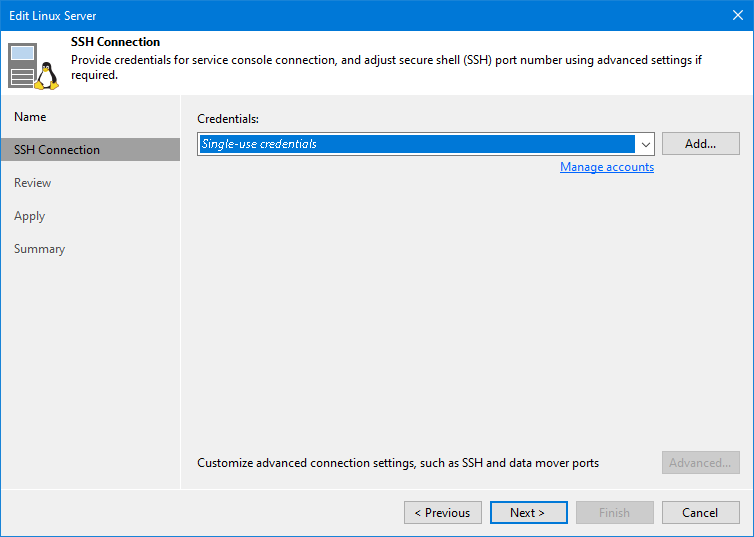 Edit Linux Server
SSH Connection
Provide credentials for service console connection, and adjust secure shell (SSH) port number using advanced settings if
required.
Name
SSH Connection
Review
Apply
Summary
Credentials:
Single-use credentials
Add...
Manage accounts
Customize advanced connection settings, such as SSH and data mover ports
Advanced...
< Previous
Next >
Finish
Cancel